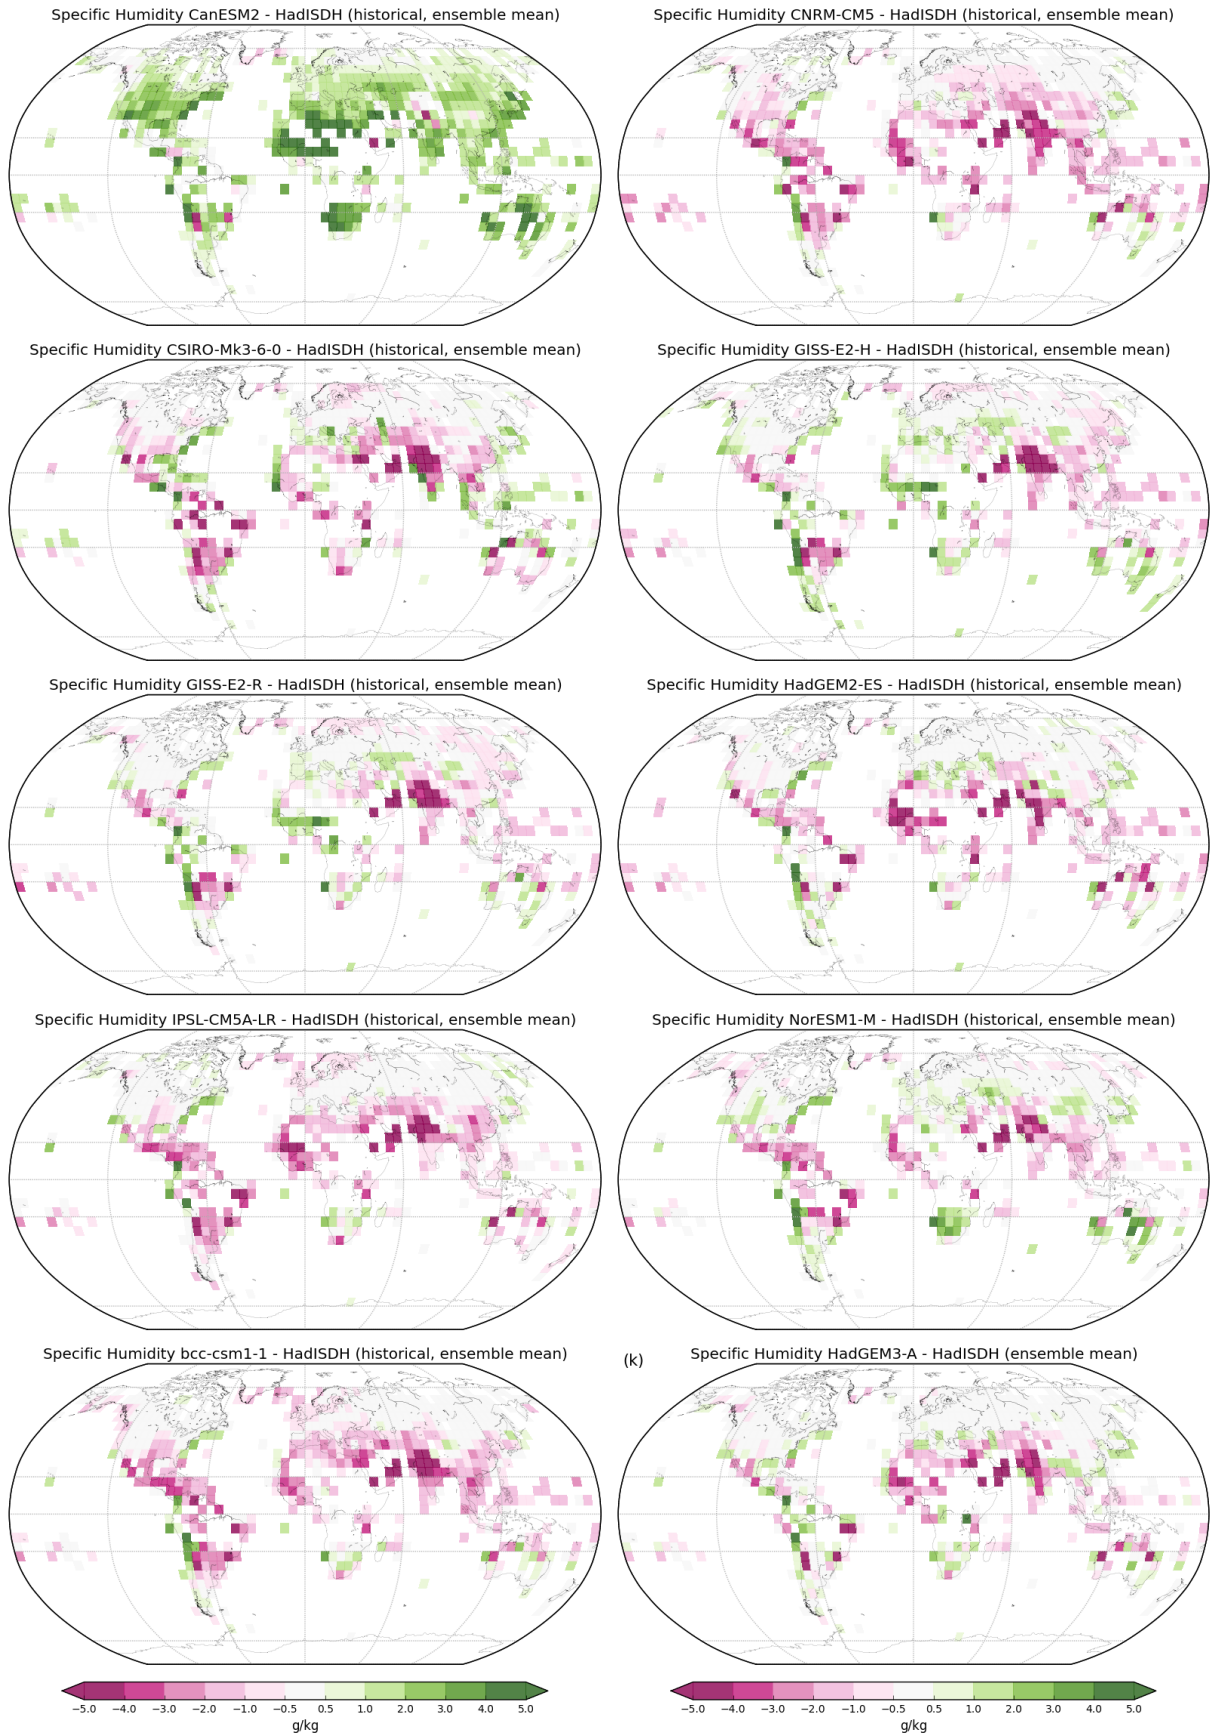 Specific Humidity CanESM2 - HadISDH (historical, ensemble mean)
Specific Humidity CNRM-CM5 - HadISDH (historical, ensemble mean)
Specific Humidity CSIRO-Mk3-6-0 - HadISDH (historical, ensemble mean)
Specific Humidity GISS-E2-H - HadISDH (historical, ensemble mean)
Specific Humidity GISS-E2-R - HadISDH (historical, ensemble mean)
Specific Humidity HadGEM2-ES - HadISDH (historical, ensemble mean)
Specific Humidity IPSL-CM5A-LR - HadISDH (historical, ensemble mean)
Specific Humidity NorESM1-M - HadISDH (historical, ensemble mean)
Specific Humidity bcc-csm1-1 - HadISDH (historical, ensemble mean)
(k) Specific Humidity HadGEM3-A - HadISDH (ensemble mean)
−5.0 −4.0 −3.0 −2.0 −1.0 −0.5 0.5 1.0 2.0 3.0 4.0 5.0
g/kg
−5.0 −4.0 −3.0 −2.0 −1.0 −0.5 0.5 1.0 2.0 3.0 4.0 5.0
g/kg